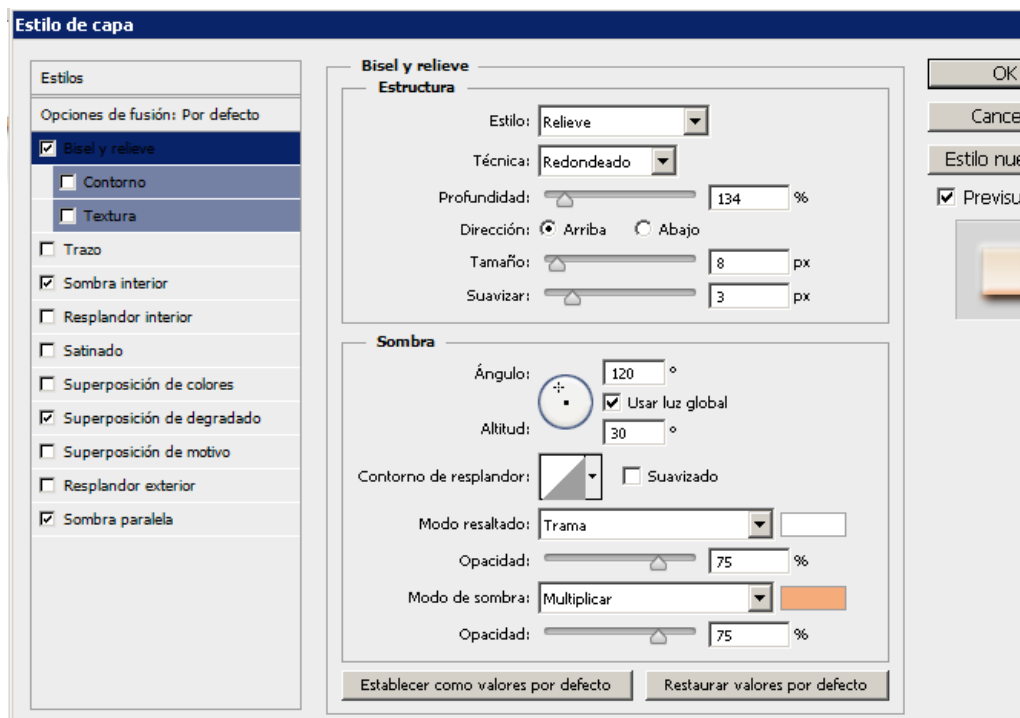 Estilo de capa
Estilos
Opciones de fusión: Por defecto
Bisel y relieve
Contorno
Textura
Trazo
Sombra interior
Resplandor interior
Satinado
Superposición de colores
Superposición de degradado
Superposición de motivo
Resplandor exterior
Sombra paralela
Bisel y relieve
Estructura
Estilo: Relieve
Técnica: Redondeado
Profundidad: 134 %
Dirección: Arriba Abajo
Tamaño: 8 px
Suavizar: 3 px
Sombra
Ángulo: 120 °
Usar luz global
Altitud: 30 °
Contorno de resplandor: Suavizado
Modo resaltado: Trama
Opacidad: 75 %
Modo de sombra: Multiplicar
Opacidad: 75 %
Establecer como valores por defecto Restaurar valores por defecto
OK
Cance
Estilo nue
Previsu